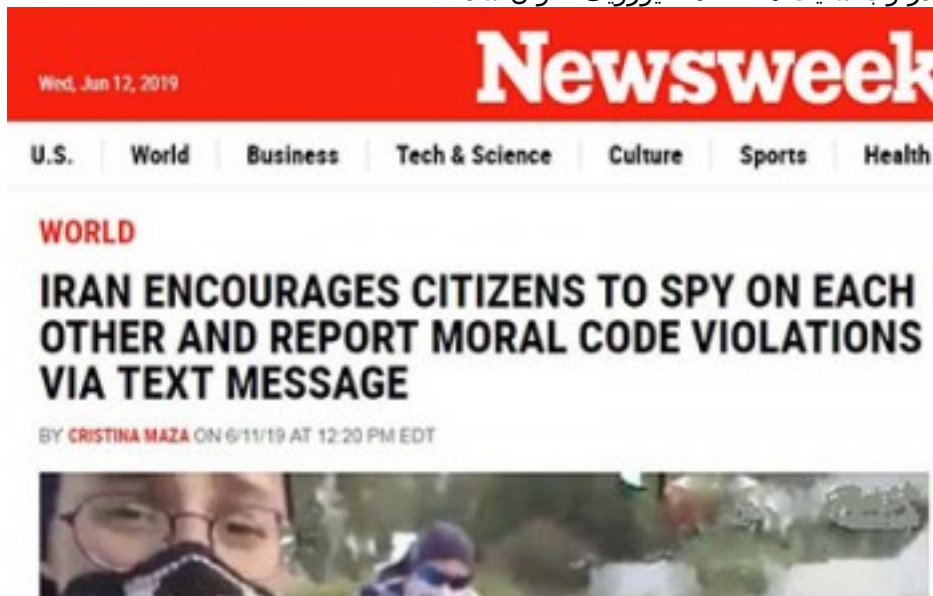 Wed, Jun 12, 2019
Newsweek
U.S. World Business Tech & Science Culture Sports Health
WORLD
IRAN ENCOURAGES CITIZENS TO SPY ON EACH
OTHER AND REPORT MORAL CODE VIOLATIONS
VIA TEXT MESSAGE
BY CRISTINA MAZA ON 6/11/19 AT 12:20 PM EDT